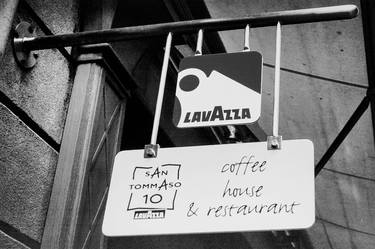 LAVAZZA
SAN
TOMMASO
10
LAVAZZA
coffee
house
& restaurant